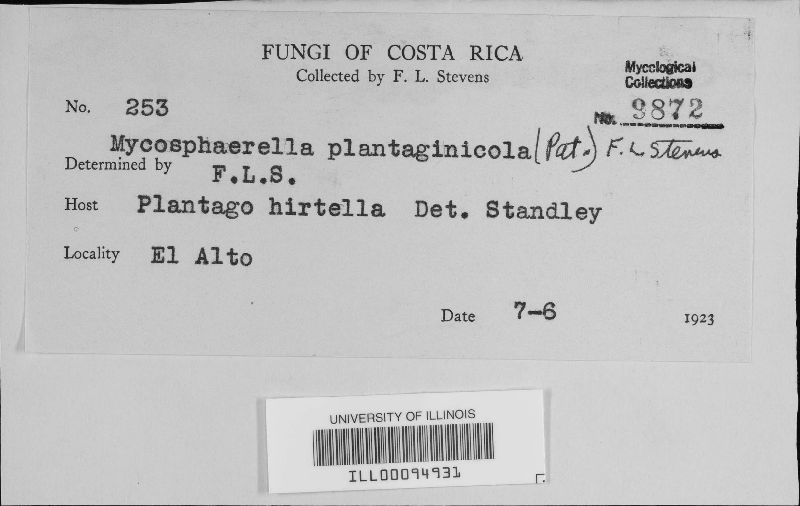 FUNGI OF COSTA RICA
Collected by F. L. Stevens
Mycological
Collections
No. 9872
No. 253
Mycosphaerella plantaginicola (Pat.) F. L. Stevens
Determined by F.L.S.
Host Plantago hirtella Det. Standley
Locality El Alto
Date 7-6 1923
UNIVERSITY OF ILLINOIS
ILL00094931